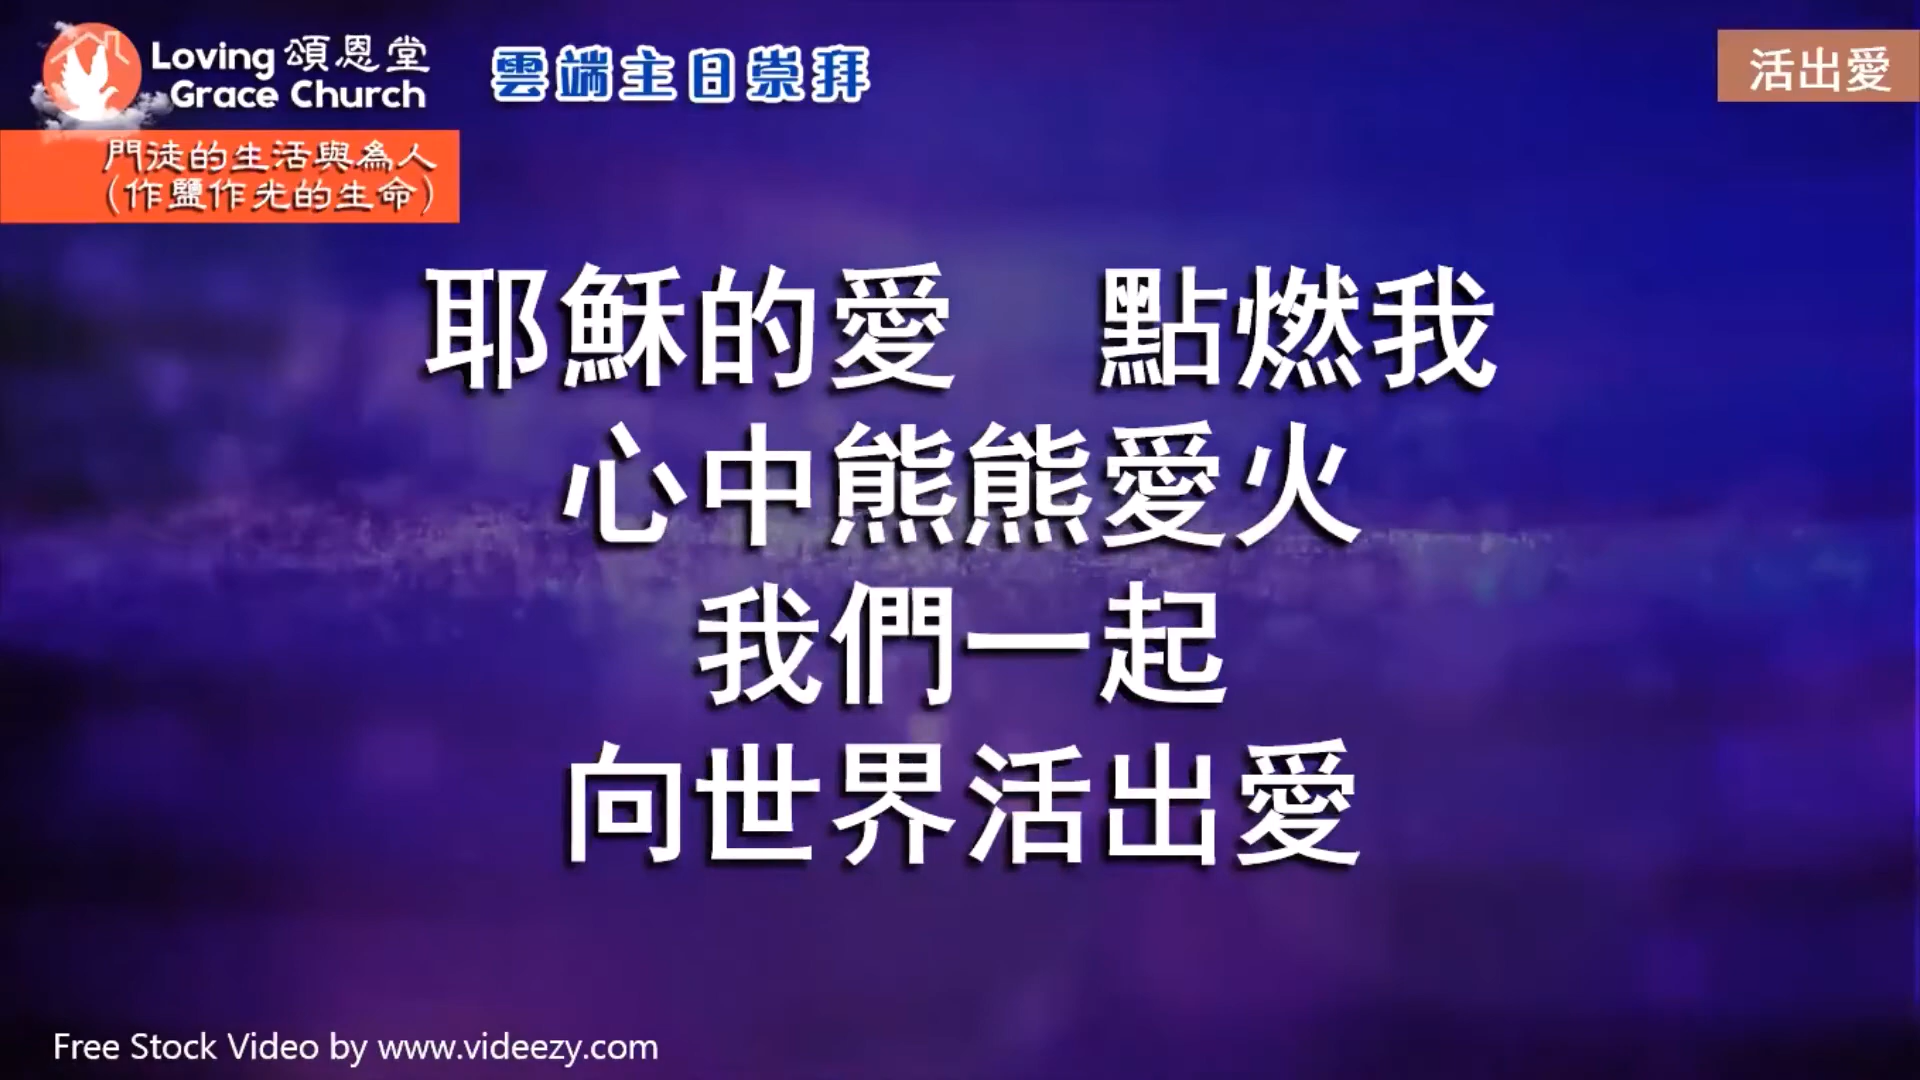 Loving 頌恩堂
Grace Church
雲端主日崇拜
活出愛
門徒的生活與為人
(作鹽作光的生命)
耶穌的愛 點燃我
心中熊熊愛火
我們一起
向世界活出愛
Free Stock Video by www.videezy.com